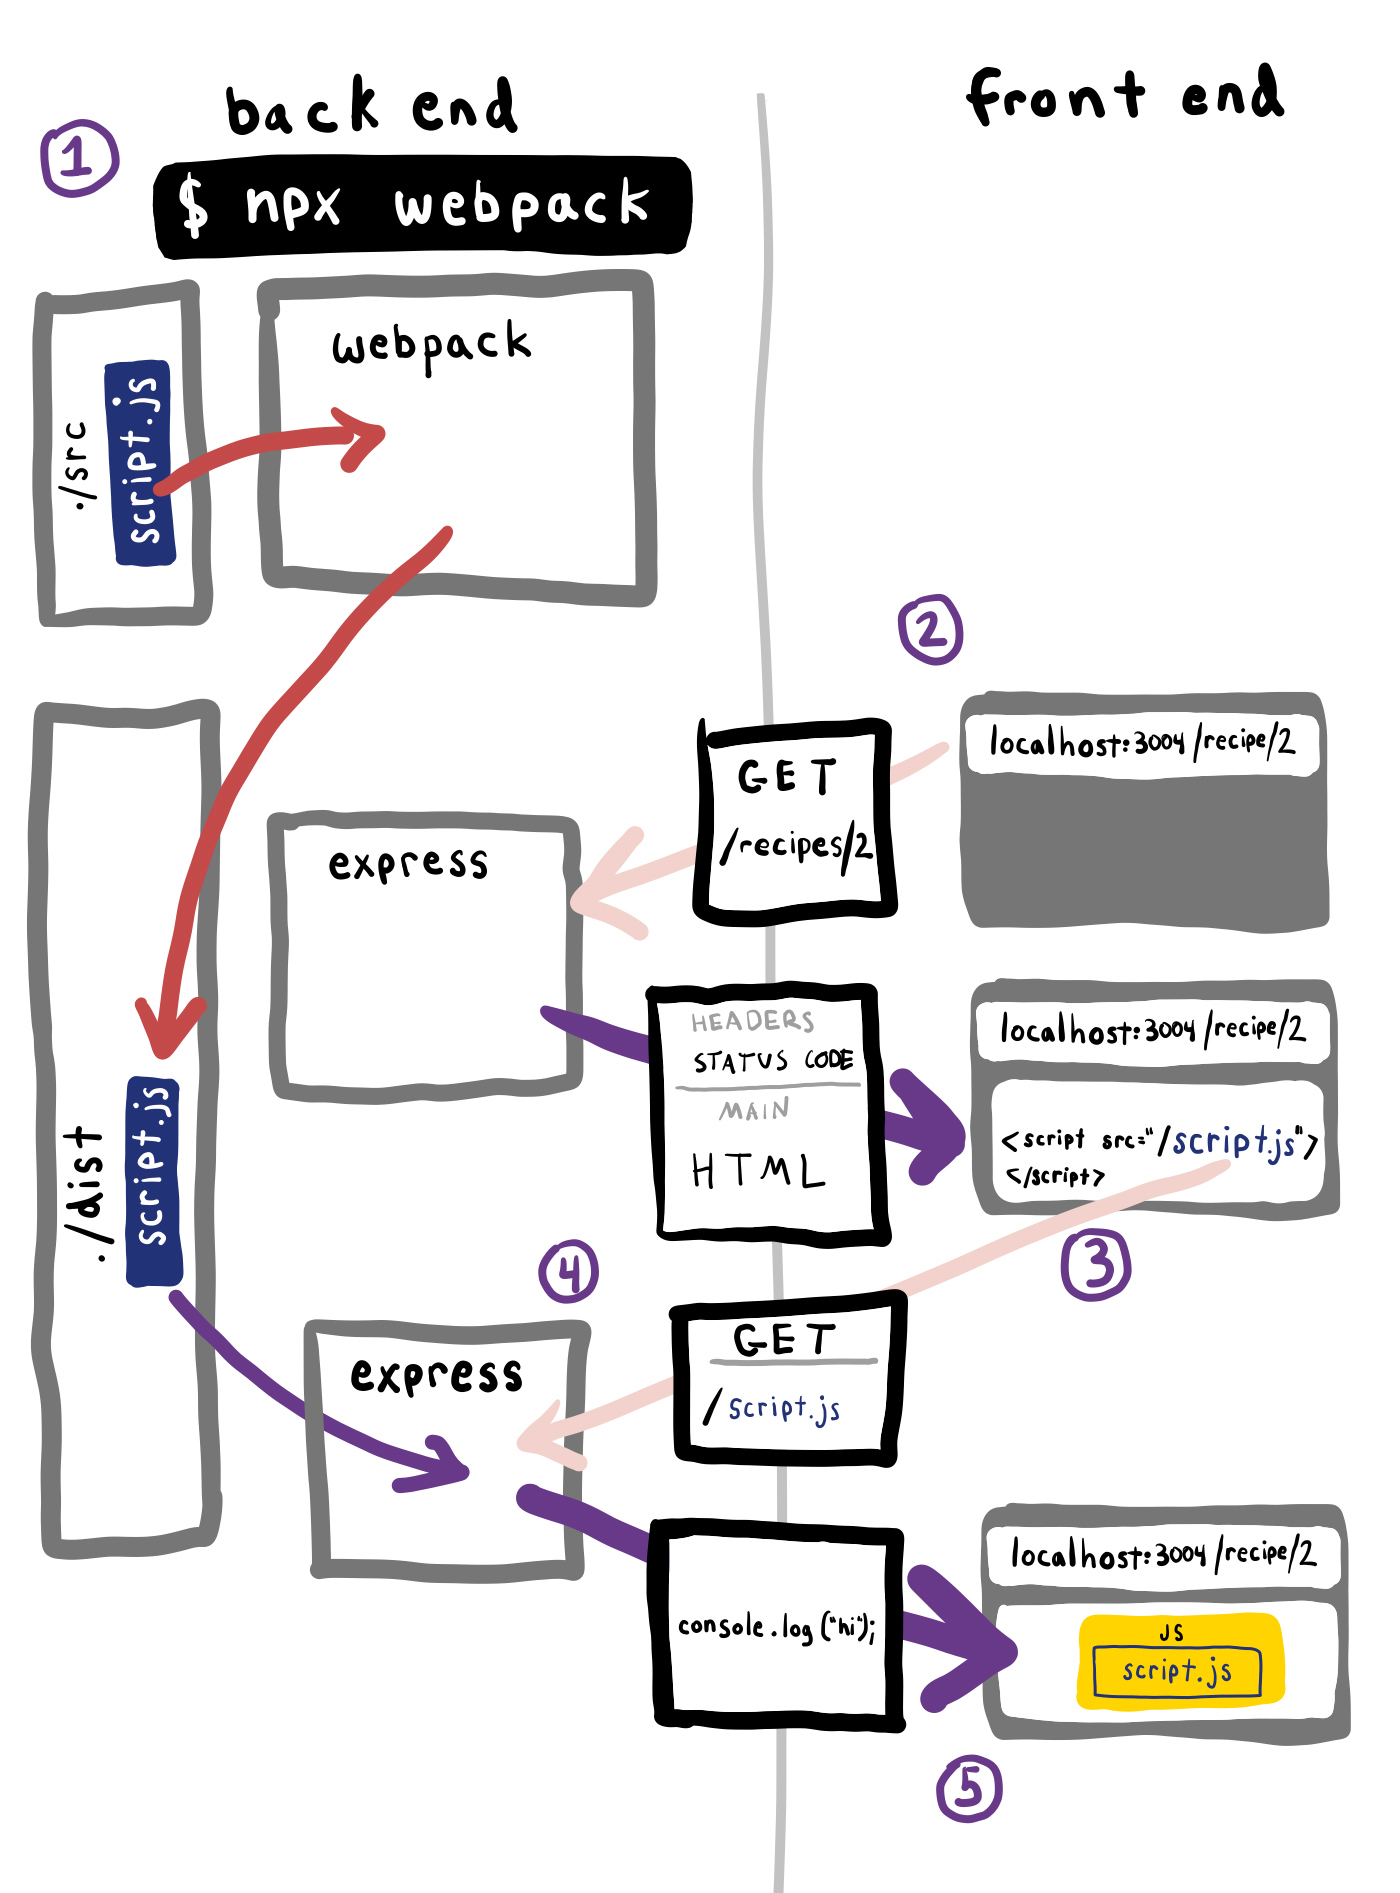 back end
front end
1
$ npx webpack
webpack
./src
script.js
2
localhost:3004/recipe/2
GET
/recipes/2
express
./dist
script.js
HEADERS
STATUS CODE
MAIN
HTML
localhost:3004/recipe/2
<script src="/script.js">
</script>
3
GET
/script.js
4
express
console.log("hi");
localhost:3004/recipe/2
JS
script.js
5